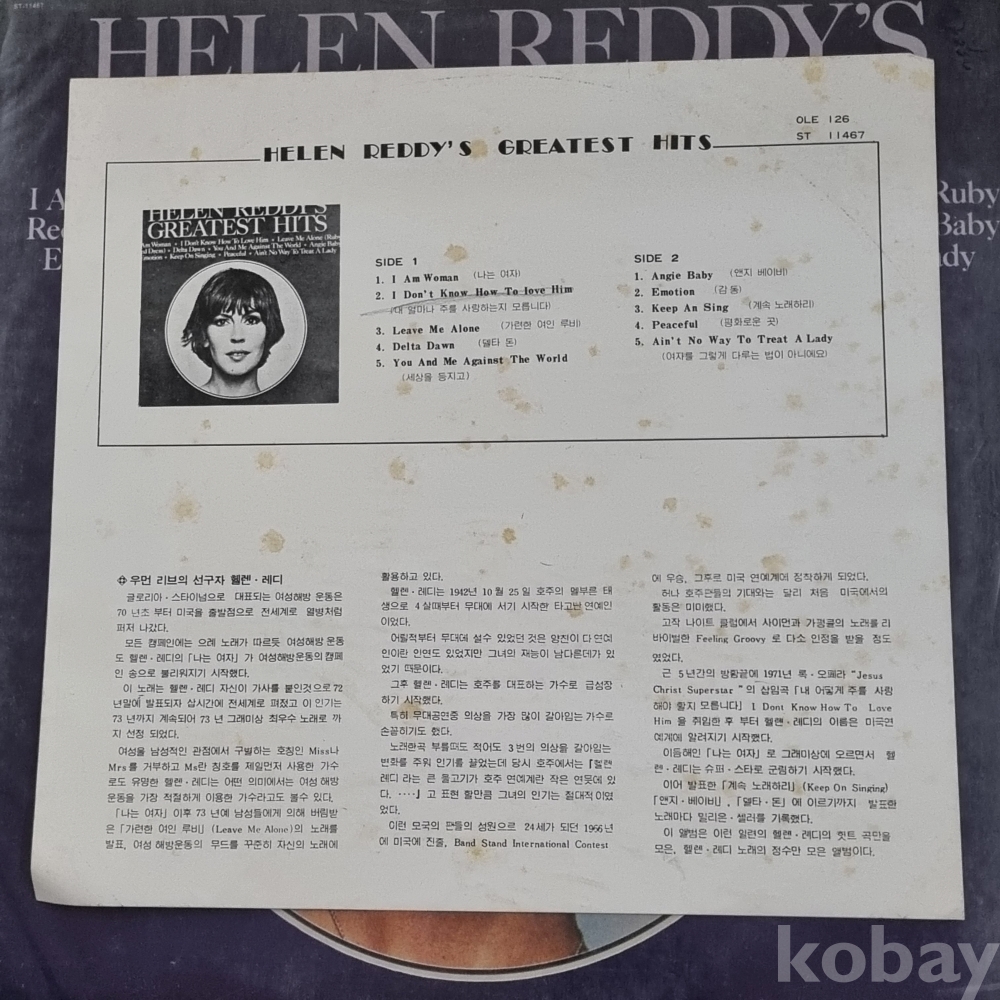 ST-11467
HELEN REDDY'S
OLE 126
ST 11467
HELEN REDDY'S GREATEST HITS
I A
Re
E
Ruby
Baby
dy
HELEN REDDY'S
GREATEST HITS
Am Woman • I Don't Know How To Love Him • Leave Me Alone (Ruby
d Dress) • Delta Dawn • You And Me Against The World • Angie Baby
Emotion • Keep On Singing • Peaceful • Ain't No Way To Treat A Lady
SIDE 1
1. I Am Woman (나는 여자)
2. I Don't Know How To love Him
(내 얼마나 주를 사랑하는지 모릅니다)
3. Leave Me Alone (가련한 여인 루비)
4. Delta Dawn (델타 돈)
5. You And Me Against The World
(세상을 등지고)
SIDE 2
1. Angie Baby (앤지 베이비)
2. Emotion (감 동)
3. Keep An Sing (계속 노래하리)
4. Peaceful (평화로운 곳)
5. Ain't No Way To Treat A Lady
(여자를 그렇게 다루는 법이 아니에요)
우먼 리브의 선구자 헬렌·레디
글로리아·스타이넘으로 대표되는 여성해방 운동은
70 년초 부터 미국을 출발점으로 전세계로 열병처럼
퍼저 나갔다.
모든 캠페인에는 으레 노래가 따르듯 여성해방 운동
도 헬렌·레디의 「나는 여자」가 여성해방운동의 캠페
인 송으로 불리워지기 시작했다.
이 노래는 헬렌·레디 자신이 가사를 붙인것으로 72
년말에 발표되자 삽시간에 전세계로 펴졌고 이 인기는
73 년까지 계속되어 73 년 그래미상 최우수 노래로 까
지 선정 되었다.
여성을 남성적인 관점에서 구별하는 호칭인 Miss나
Mrs를 거부하고 Ms란 칭호를 제일먼저 사용한 가수
로도 유명한 헬렌·레디는 어떤 의미에서는 여성 해방
운동을 가장 적절하게 이용한 가수라고도 볼수 있다.
「나는 여자」이후 73 년에 남성들에게 의해 버림받
은 「가련한 여인 루비」(Leave Me Alone)의 노래를
발표, 여성 해방운동의 무드를 꾸준히 자신의 노래에
활용하고 있다.
헬렌·레디는 1942년 10 월 25 일 호주의 멜부른 태
생으로 4 살때부터 무대에 서기 시작한 타고난 연예인
이었다.
어릴적부터 무대에 설수 있었던 것은 양친이 다 연예
인이란 인연도 있었지만 그녀의 재능이 남다른데가 있
었기 때문이다.
그후 헬렌·레디는 호주를 대표하는 가수로 급성장
하기 시작했다.
특히 무대공연중 의상을 가장 많이 갈아입는 가수로
손꼽히기도 했다.
노래한곡 부를때도 적어도 3 번의 의상을 갈아입는
변화를 주워 인기를 끌었는데 당시 호주에서는 「헬렌
레디 라는 큰 물고기가 호주 연예계란 작은 연못에 있
다. ····」고 표현 할만큼 그녀의 인기는 절대적이였
었다.
이런 모국의 팬들의 성원으로 24 세가 되던 1966 년
에 미국에 진출, Band Stand International Contest
에 우승, 그후로 미국 연예계에 정착하게 되었다.
허나 호주팬들의 기대와는 달리 처음 미국에서의
활동은 미미했다.
고작 나이트 클럽에서 사이먼과 가펑클의 노래를 리
바이벌한 Feeling Groovy 로 다소 인정을 받을 정도
였었다.
근 5 년간의 방황끝에 1971년 록·오페라 "Jesus
Christ Superstar "의 삽입곡 「내 어떻게 주를 사랑
해야 할지 모릅니다」I Dont Know How To Love
Him 을 취입한 후 부터 헬렌·레디의 이름은 미국연
예계에 알려지기 시작했다.
이듬해인 「나는 여자」로 그래미상에 오르면서 헬
렌·레디는 슈퍼·스타로 군림하기 시작했다.
이어 발표한 「계속 노래하리」(Keep On Singing)
「앤지·베이비」, 「델타·돈」에 이르기까지 발표한
노래마다 밀리온·셀러를 기록했다.
이 앨범은 이런 일련의 헬렌·레디의 힛트 곡만을
모은, 헬렌·레디 노래의 정수만 모은 앨범이다.
kobay